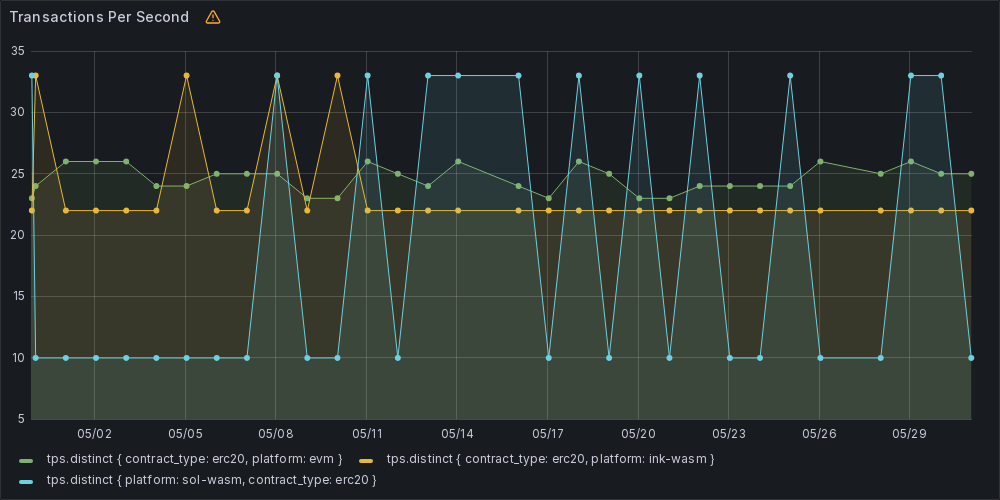 Transactions Per Second
35
30
25
20
15
10
5
05/02 05/05 05/08 05/11 05/14 05/17 05/20 05/23 05/26 05/29
tps.distinct { contract_type: erc20, platform: evm } tps.distinct { contract_type: erc20, platform: ink-wasm }
tps.distinct { platform: sol-wasm, contract_type: erc20 }